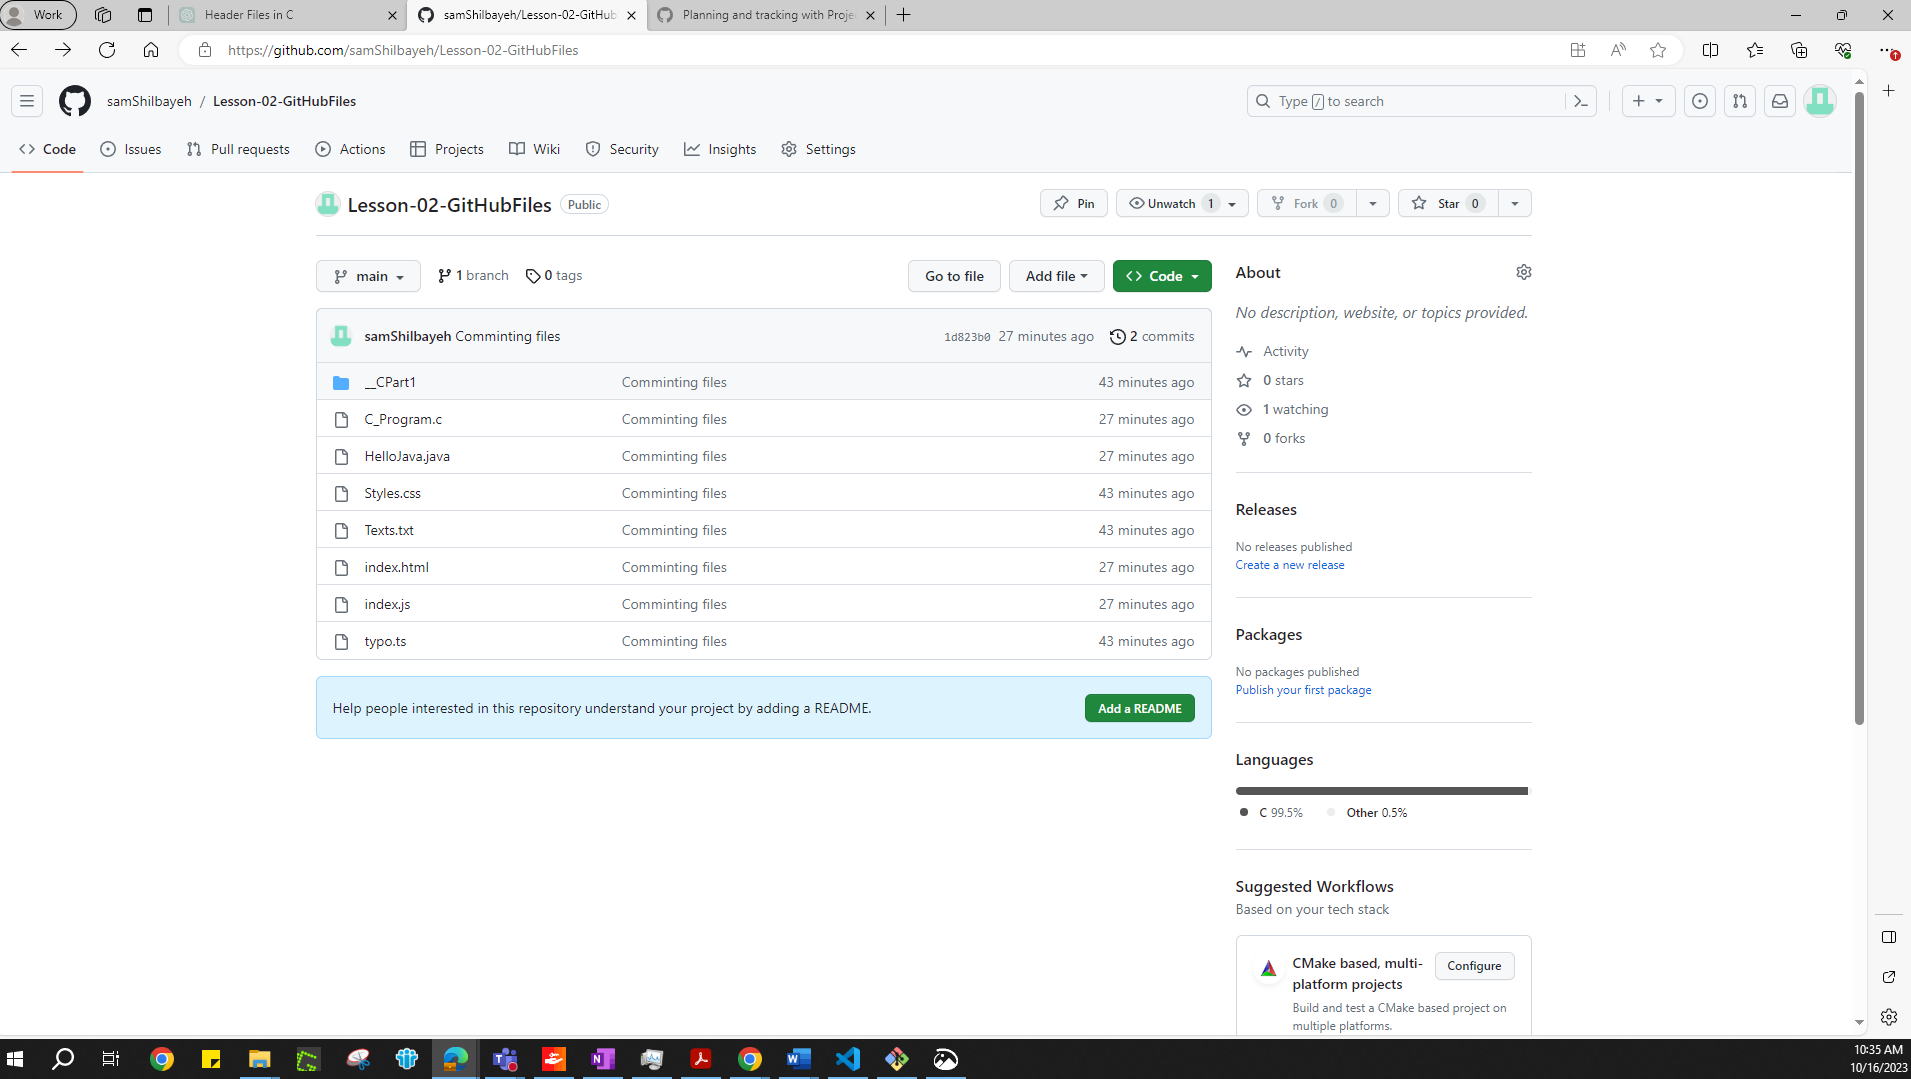 Work
Header Files in C
samShilbayeh/Lesson-02-GitHub
Planning and tracking with Proje
https://github.com/samShilbayeh/Lesson-02-GitHubFiles
samShilbayeh / Lesson-02-GitHubFiles
Type / to search
Code
Issues
Pull requests
Actions
Projects
Wiki
Security
Insights
Settings
Lesson-02-GitHubFiles
Public
Pin
Unwatch 1
Fork 0
Star 0
main
1 branch
0 tags
Go to file
Add file
Code
samShilbayeh Comminting files
1d823b0 27 minutes ago
2 commits
__CPart1 Comminting files 43 minutes ago
C_Program.c Comminting files 27 minutes ago
HelloJava.java Comminting files 27 minutes ago
Styles.css Comminting files 43 minutes ago
Texts.txt Comminting files 43 minutes ago
index.html Comminting files 27 minutes ago
index.js Comminting files 27 minutes ago
typo.ts Comminting files 43 minutes ago
Help people interested in this repository understand your project by adding a README.
Add a README
About
No description, website, or topics provided.
Activity
0 stars
1 watching
0 forks
Releases
No releases published
Create a new release
Packages
No packages published
Publish your first package
Languages
C 99.5%
Other 0.5%
Suggested Workflows
Based on your tech stack
CMake based, multi-
platform projects
Configure
Build and test a CMake based project on
multiple platforms.
10:35 AM
10/16/2023